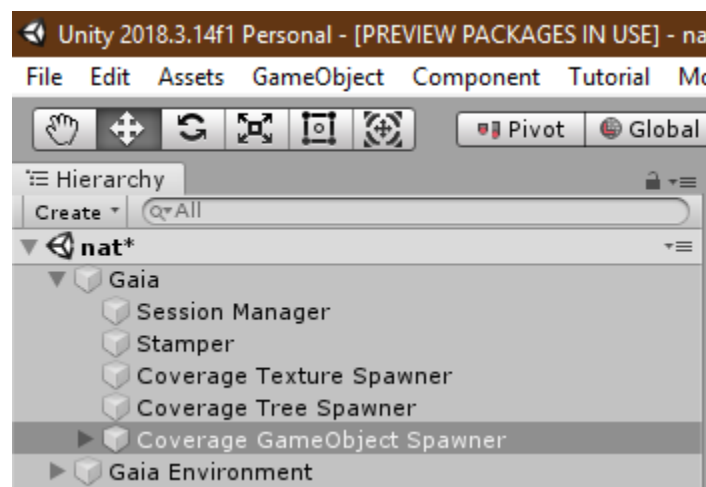 Unity 2018.3.14f1 Personal - [PREVIEW PACKAGES IN USE] - na
File Edit Assets GameObject Component Tutorial Mo
Pivot Global
Hierarchy
Create All
nat*
Gaia
Session Manager
Stamper
Coverage Texture Spawner
Coverage Tree Spawner
Coverage GameObject Spawner
Gaia Environment